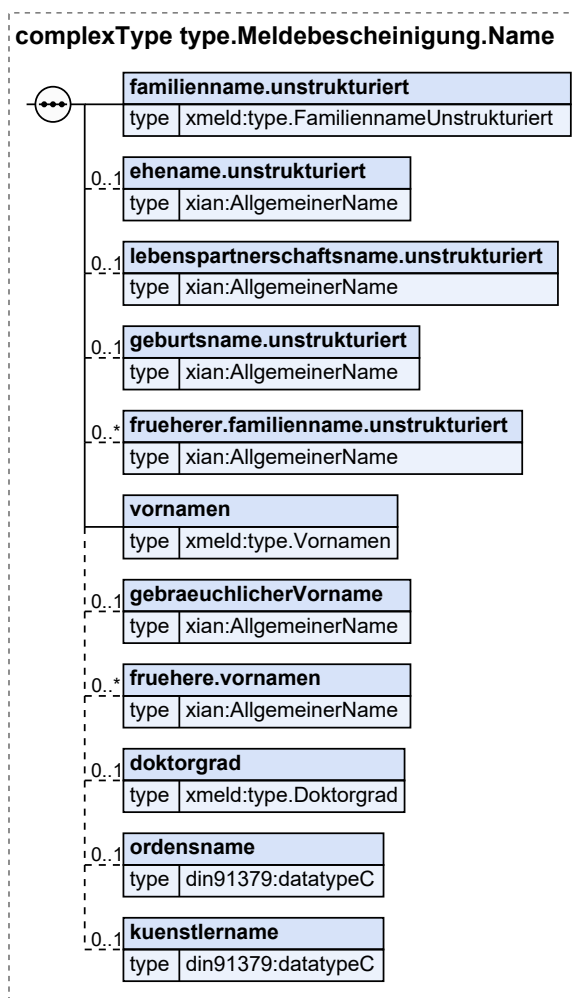 complexType type.Meldebescheinigung.Name
familienname.unstrukturiert
type xmeld:type.FamiliennameUnstrukturiert
0..1 ehename.unstrukturiert
type xian:AllgemeinerName
0..1 lebenspartnerschaftsname.unstrukturiert
type xian:AllgemeinerName
0..1 geburtsname.unstrukturiert
type xian:AllgemeinerName
0..* frueherer.familienname.unstrukturiert
type xian:AllgemeinerName
vornamen
type xmeld:type.Vornamen
0..1 gebraeuchlicherVorname
type xian:AllgemeinerName
0..* fruehere.vornamen
type xian:AllgemeinerName
0..1 doktorgrad
type xmeld:type.Doktorgrad
0..1 ordensname
type din91379:datatypeC
0..1 kuenstlername
type din91379:datatypeC